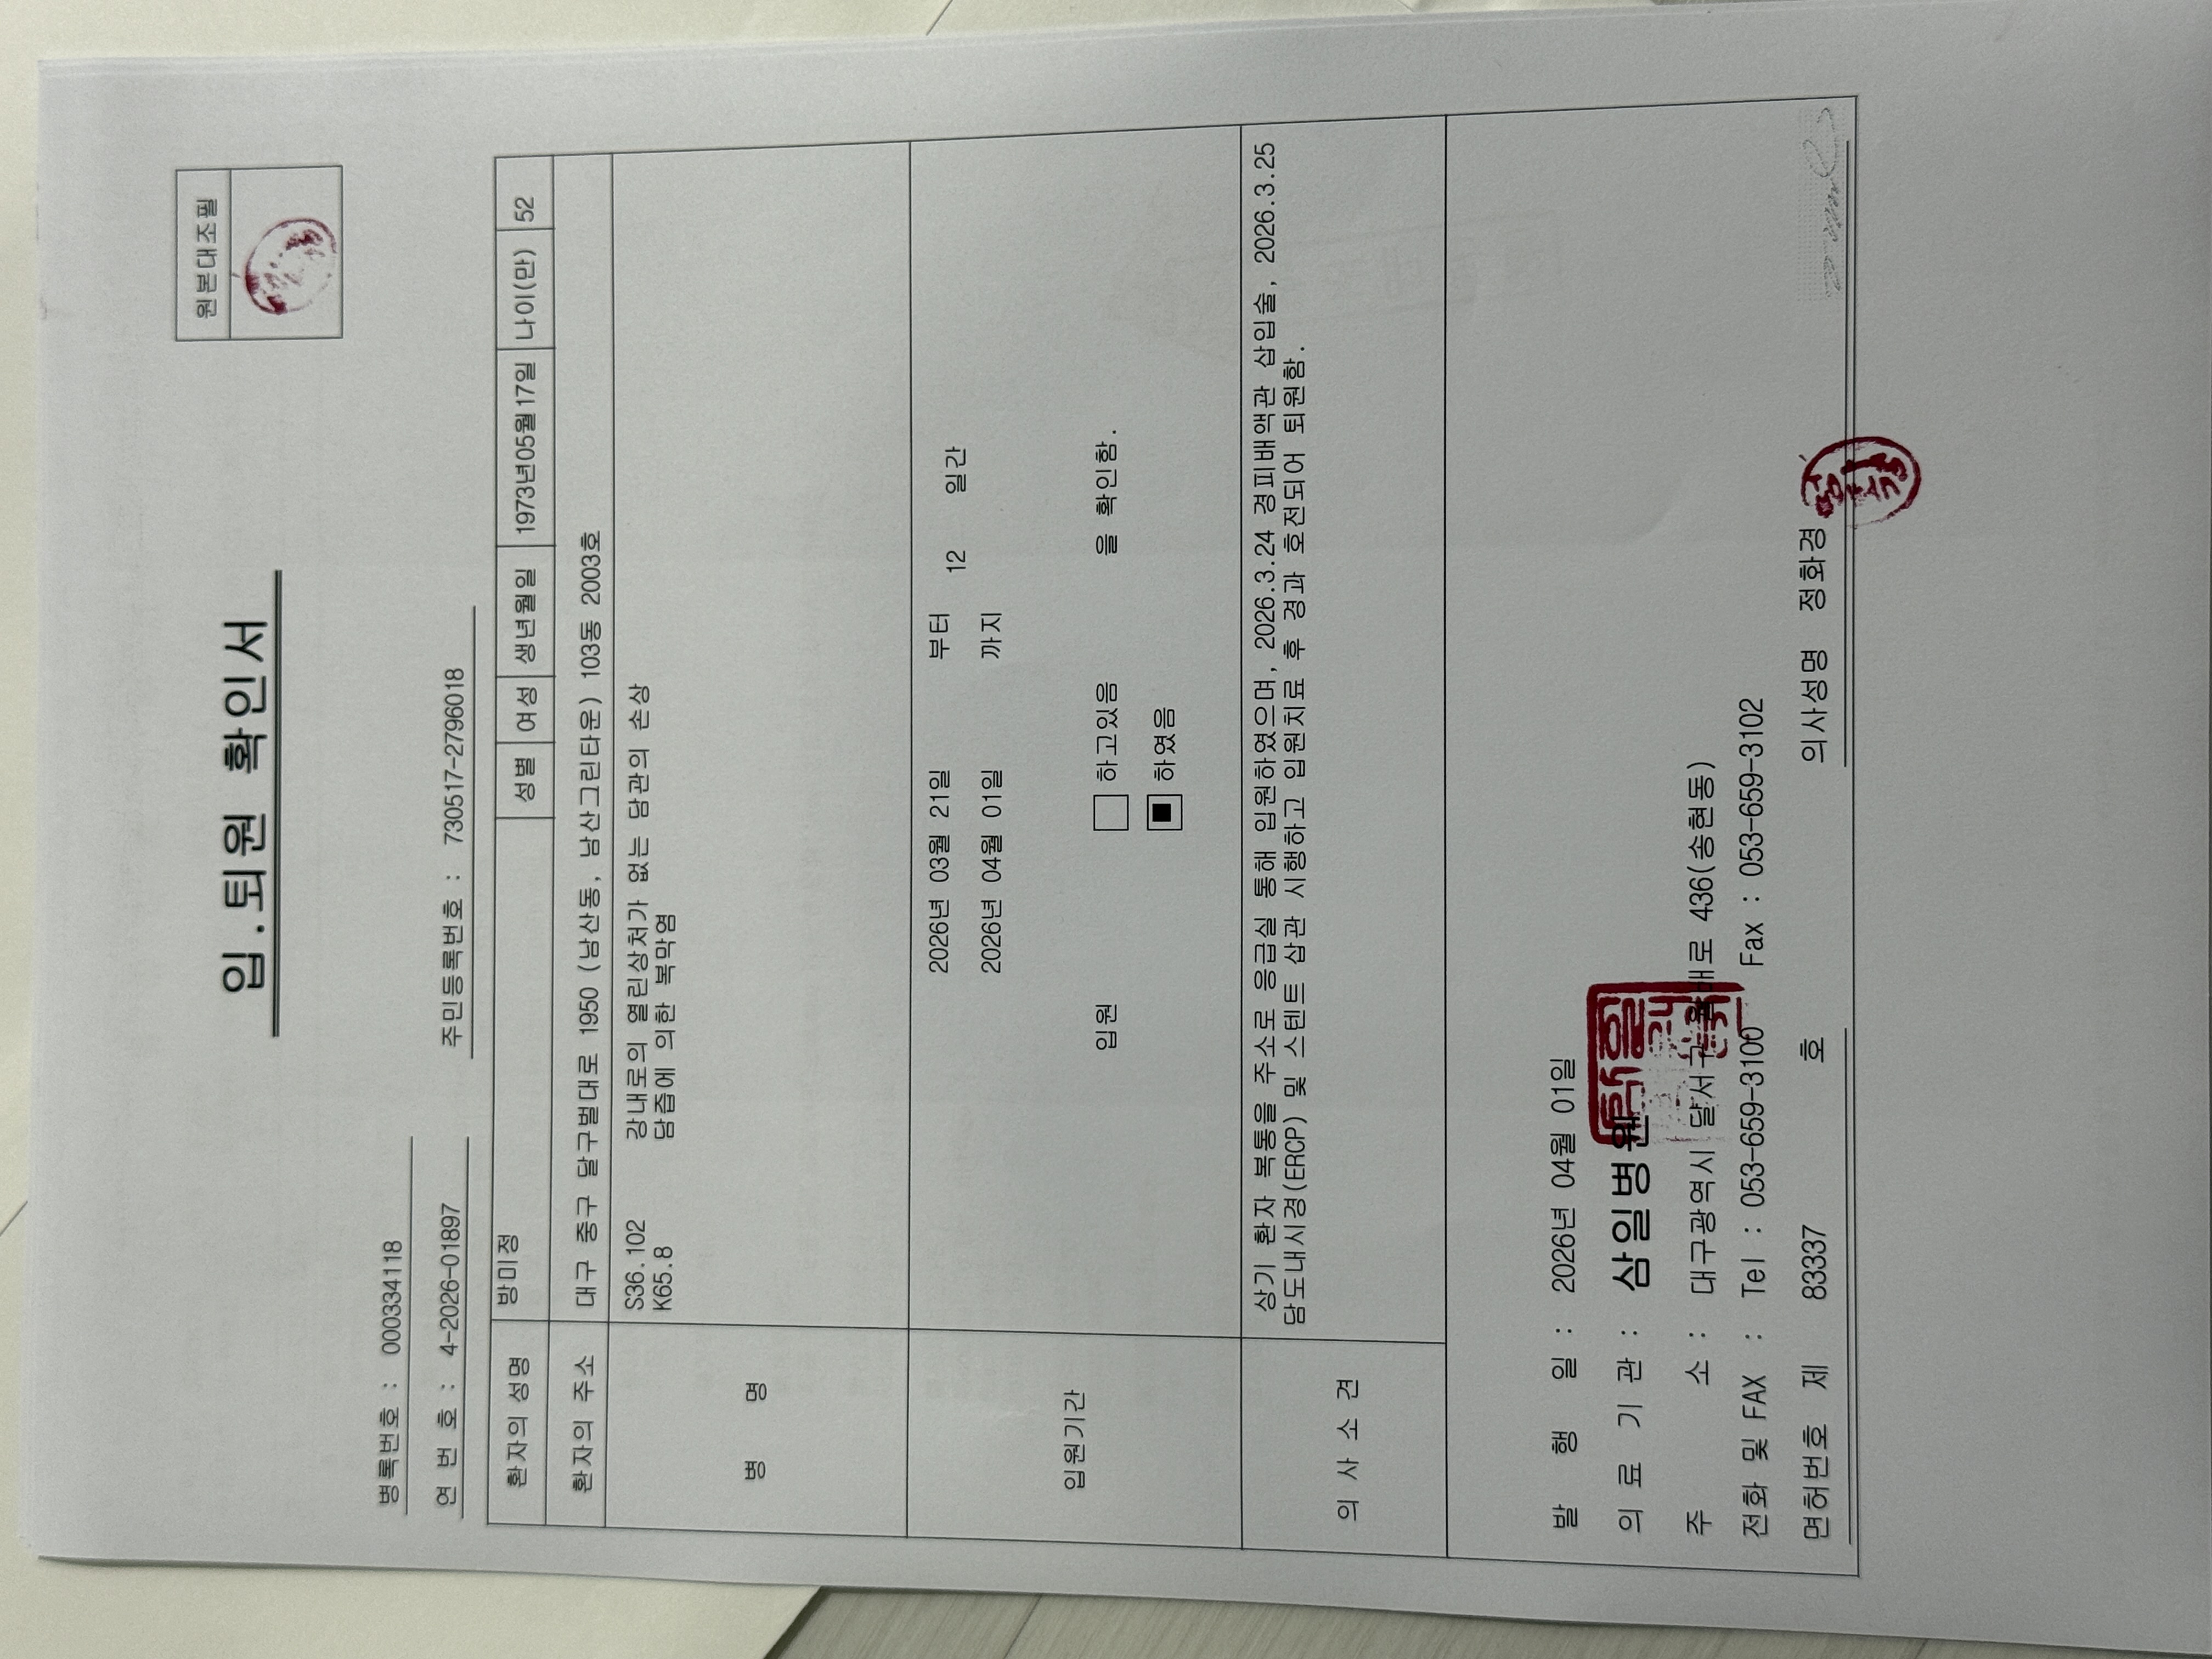 원본대조필
입.퇴원 확인서
병록번호 : 000334118
연 번 호 : 4-2026-01897
주민등록번호 : 730517-2796018
환자의 성명 방미정 성별 여성 생년월일 1973년05월17일 나이(만) 52
환자의 주소 대구 중구 달구벌대로 1950 (남산동, 남산그린타운) 103동 2003호
병 명
S36.102 강내로의 열린상처가 없는 담관의 손상
K65.8 담즙에 의한 복막염
입원기간
2026년 03월 21일 부터
12 일간
2026년 04월 01일 까지
입원 하고있음 을 확인함.
하였음
의 사 소 견
상기 환자 복통을 주소로 응급실 통해 입원하였으며, 2026.3.24 경피배액관 삽입술, 2026.3.25
담도내시경(ERCP) 및 스텐트 삽관 시행하고 입원치료 후 경과 호전되어 퇴원함.
발 행 일 : 2026년 04월 01일
의 료 기 관 : 삼일병원
주 소 : 대구광역시 달서구 월배로 436(송현동)
전화 및 FAX : Tel : 053-659-3100 Fax : 053-659-3102
면허번호 제 83337 호 의사성명 정화경